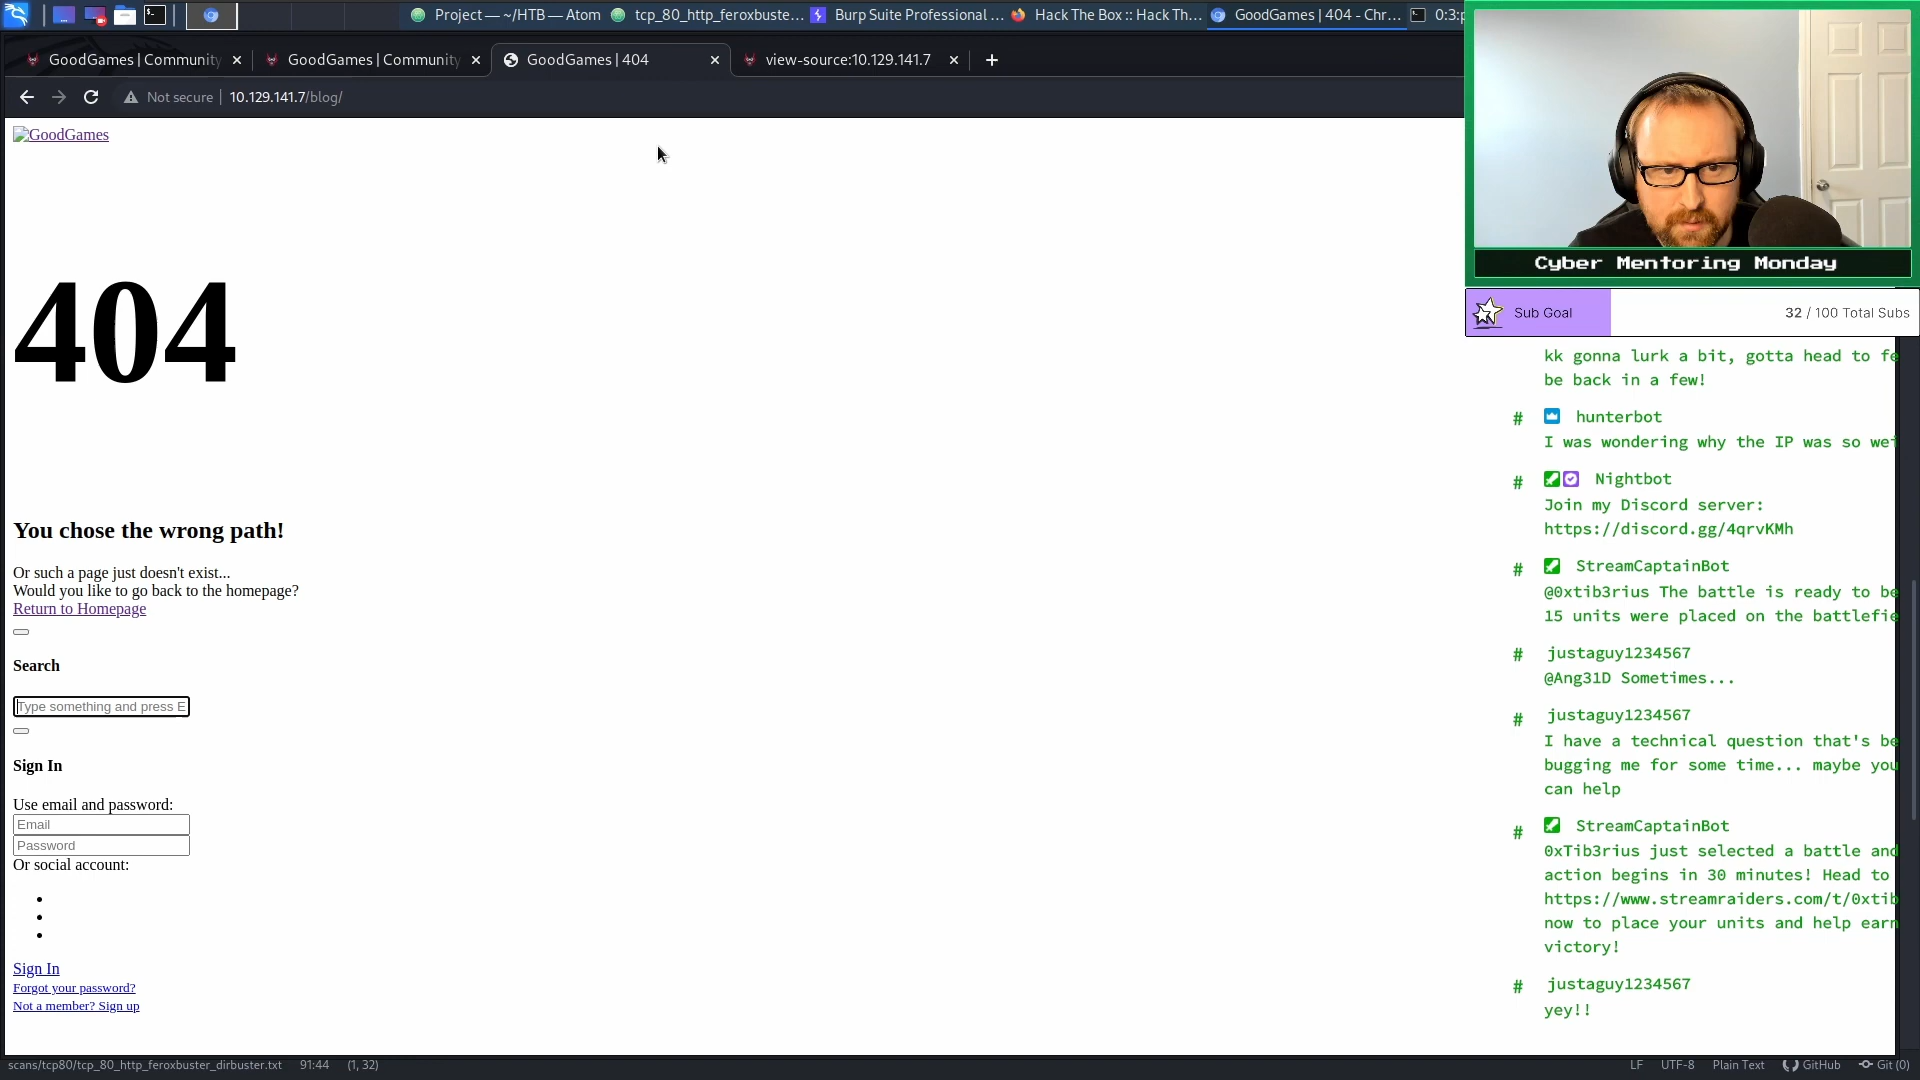 Project — ~/HTB — Atom
tcp_80_http_feroxbuste...
Burp Suite Professional ...
Hack The Box :: Hack Th...
GoodGames | 404 - Chr...
0:3:p
GoodGames | Community
GoodGames | Community
GoodGames | 404
view-source:10.129.141.7
Not secure
10.129.141.7/blog/
GoodGames
404
You chose the wrong path!
Or such a page just doesn't exist...
Would you like to go back to the homepage?
Return to Homepage
Search
Type something and press E
Sign In
Use email and password:
Email
Password
Or social account:
Sign In
Forgot your password?
Not a member? Sign up
Cyber Mentoring Monday
Sub Goal
32 / 100 Total Subs
kk gonna lurk a bit, gotta head to fe
be back in a few!
# hunterbot
I was wondering why the IP was so wei
# Nightbot
Join my Discord server:
https://discord.gg/4qrvKMh
# StreamCaptainBot
@0xtib3rius The battle is ready to be
15 units were placed on the battlefie
# justaguy1234567
@Ang31D Sometimes...
# justaguy1234567
I have a technical question that's be
bugging me for some time... maybe you
can help
# StreamCaptainBot
0xTib3rius just selected a battle and
action begins in 30 minutes! Head to
https://www.streamraiders.com/t/0xtib
now to place your units and help earn
victory!
# justaguy1234567
yey!!
scans/tcp80/tcp_80_http_feroxbuster_dirbuster.txt
91:44
(1, 32)
LF
UTF-8
Plain Text
GitHub
Git (0)